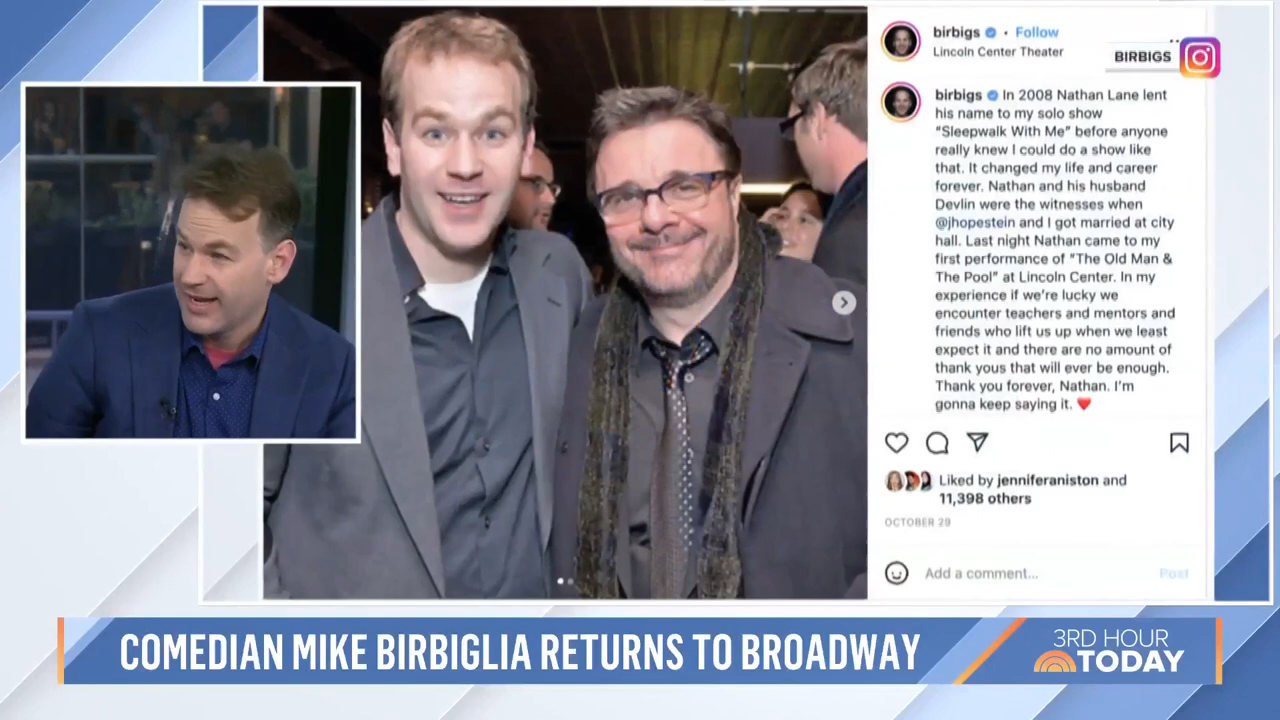 birbigs • Follow
Lincoln Center Theater
BIRBIGS
birbigs In 2008 Nathan Lane lent
his name to my solo show
"Sleepwalk With Me" before anyone
really knew I could do a show like
that. It changed my life and career
forever. Nathan and his husband
Devlin were the witnesses when
@jhopestein and I got married at city
hall. Last night Nathan came to my
first performance of "The Old Man &
The Pool" at Lincoln Center. In my
experience if we're lucky we
encounter teachers and mentors and
friends who lift us up when we least
expect it and there are no amount of
thank yous that will ever be enough.
Thank you forever, Nathan. I'm
gonna keep saying it. ❤️
Liked by jenniferaniston and
11,398 others
OCTOBER 29
Add a comment...
Post
COMEDIAN MIKE BIRBIGLIA RETURNS TO BROADWAY
3RD HOUR
TODAY